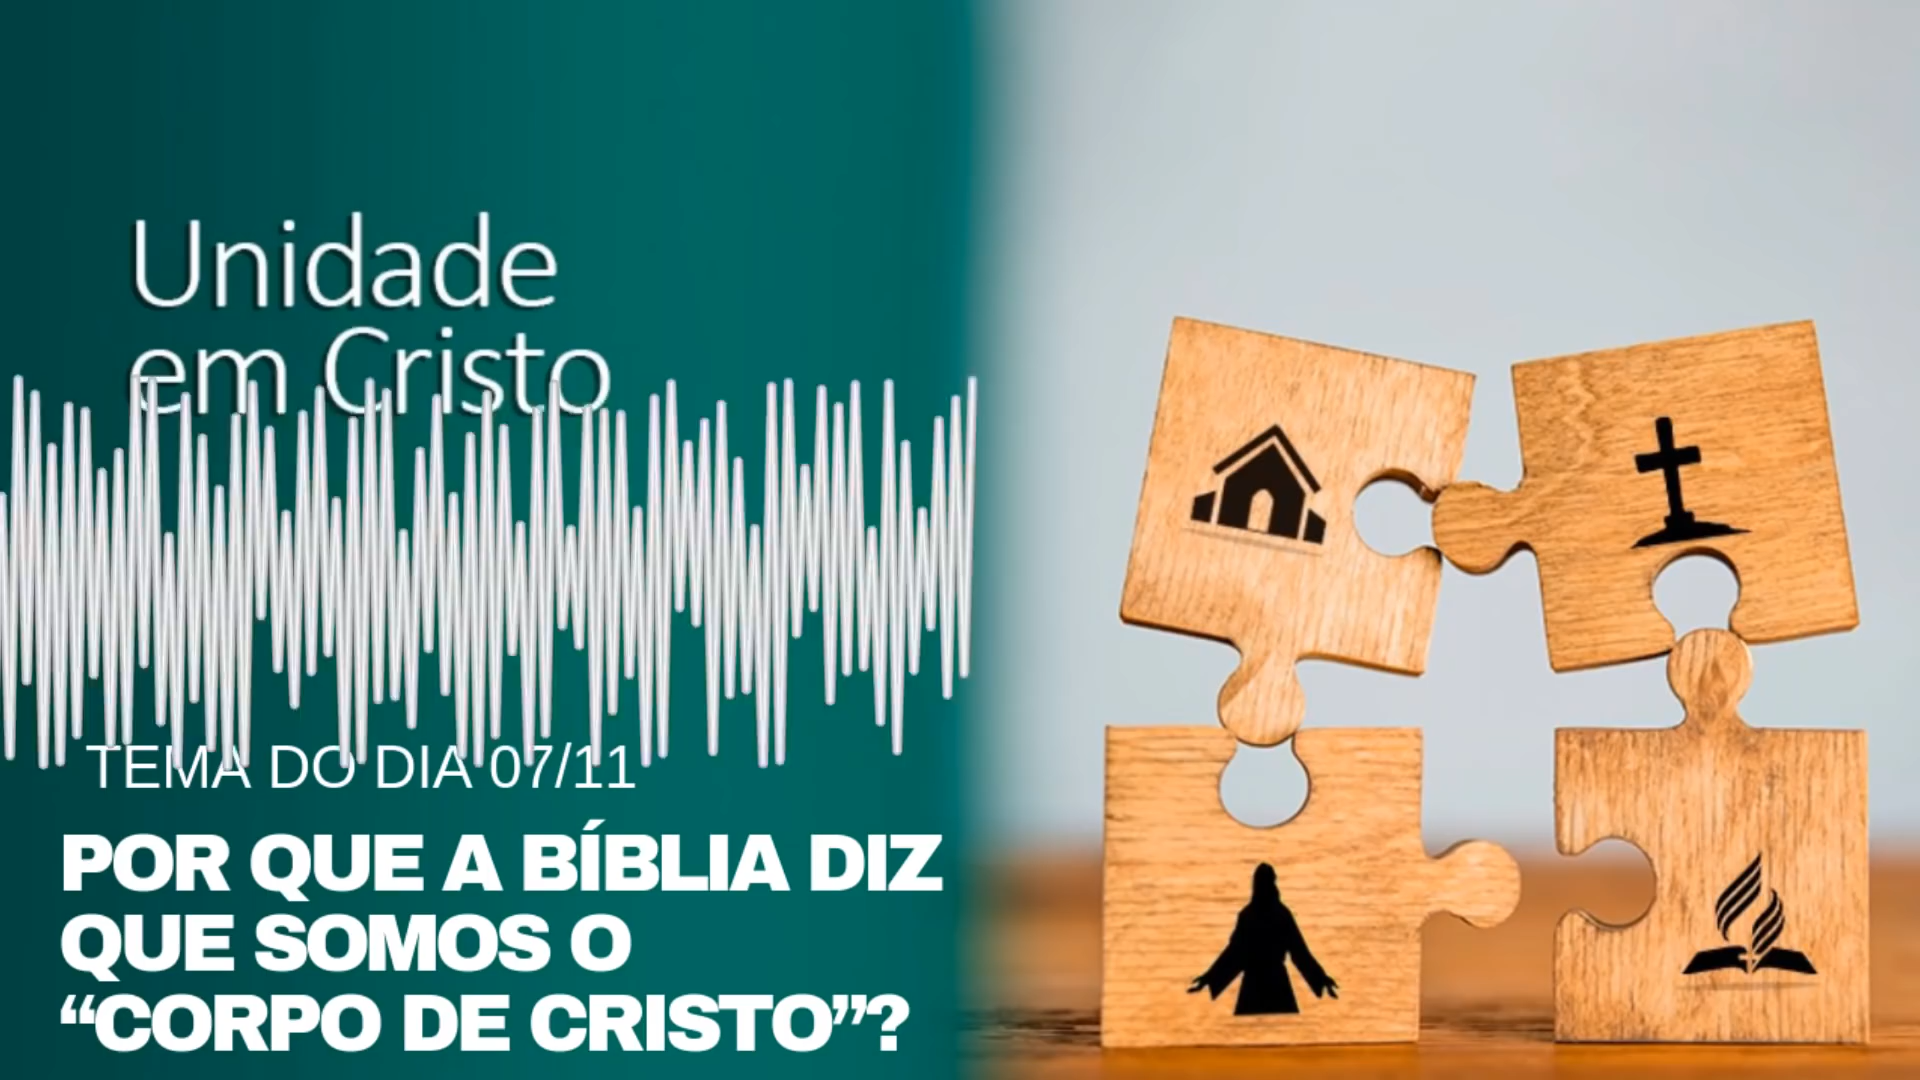 Unidade
em Cristo
TEMA DO DIA 07/11
POR QUE A BÍBLIA DIZ
QUE SOMOS O
“CORPO DE CRISTO”?